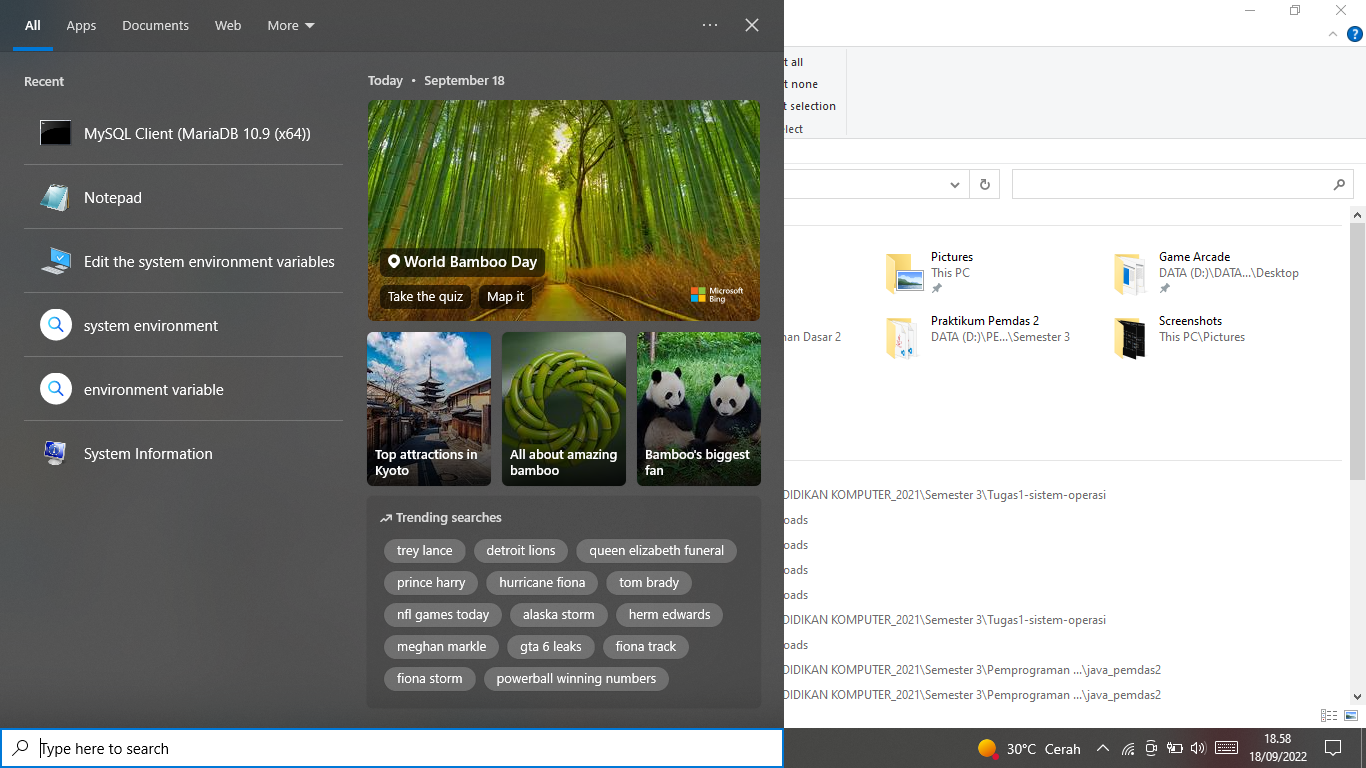 All Apps Documents Web More
Recent
MySQL Client (MariaDB 10.9 (x64))
Notepad
Edit the system environment variables
system environment
environment variable
System Information
Today • September 18
World Bamboo Day
Take the quiz Map it
Microsoft
Bing
Top attractions in
Kyoto
All about amazing
bamboo
Bamboo's biggest
fan
Trending searches
trey lance detroit lions queen elizabeth funeral
prince harry hurricane fiona tom brady
nfl games today alaska storm herm edwards
meghan markle gta 6 leaks fiona track
fiona storm powerball winning numbers
Type here to search
t all
t none
t selection
lect
Pictures
This PC
Game Arcade
DATA (D:)\DATA...\Desktop
nan Dasar 2
Praktikum Pemdas 2
DATA (D:)\PE...\Semester 3
Screenshots
This PC\Pictures
DIDIKAN KOMPUTER_2021\Semester 3\Tugas1-sistem-operasi
oads
oads
oads
oads
DIDIKAN KOMPUTER_2021\Semester 3\Tugas1-sistem-operasi
oads
DIDIKAN KOMPUTER_2021\Semester 3\Pemprograman ...\java_pemdas2
DIDIKAN KOMPUTER_2021\Semester 3\Pemprograman ...\java_pemdas2
30°C Cerah
18.58
18/09/2022